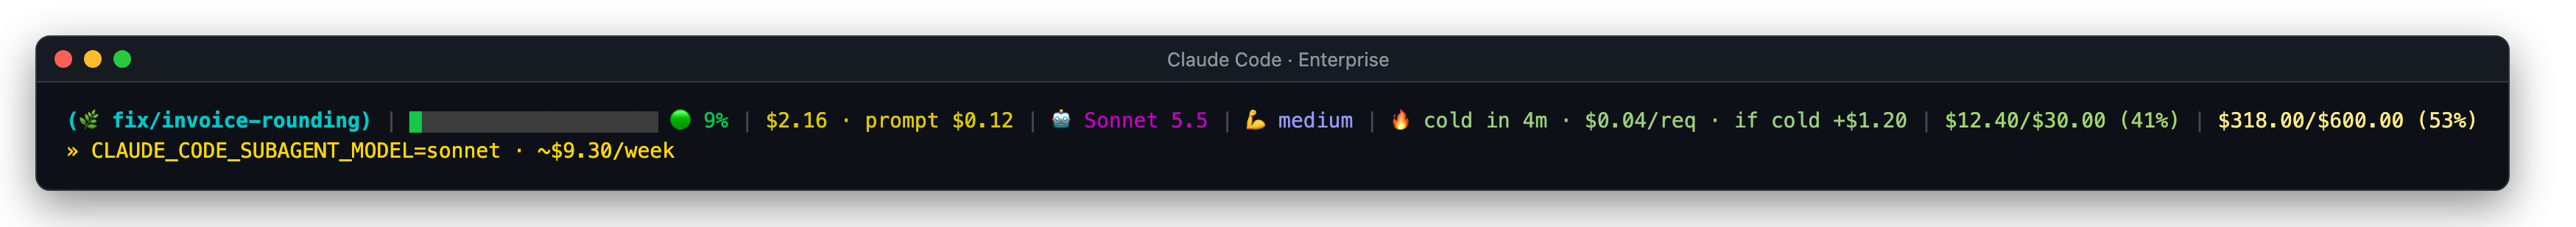 Claude Code · Enterprise
(🌿 fix/invoice-rounding) | 🟢 9% | $2.16 · prompt $0.12 | 🤖 Sonnet 5.5 | 💪 medium | 🔥 cold in 4m · $0.04/req · if cold +$1.20 | $12.40/$30.00 (41%) | $318.00/$600.00 (53%)
» CLAUDE_CODE_SUBAGENT_MODEL=sonnet · ~$9.30/week